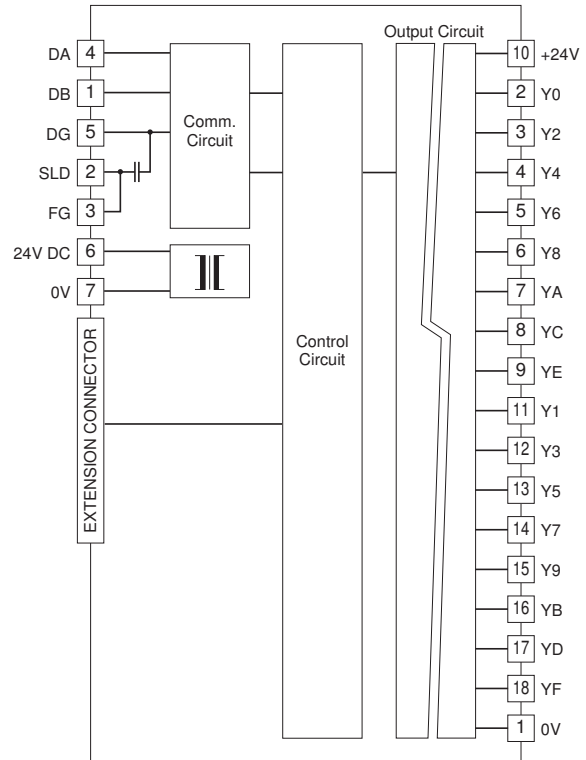 Output Circuit
DA 4
DB 1
DG 5
SLD 2
FG 3
24V DC 6
0V 7
EXTENSION CONNECTOR
Comm.
Circuit
Control
Circuit
10 +24V
2 Y0
3 Y2
4 Y4
5 Y6
6 Y8
7 YA
8 YC
9 YE
11 Y1
12 Y3
13 Y5
14 Y7
15 Y9
16 YB
17 YD
18 YF
1 0V